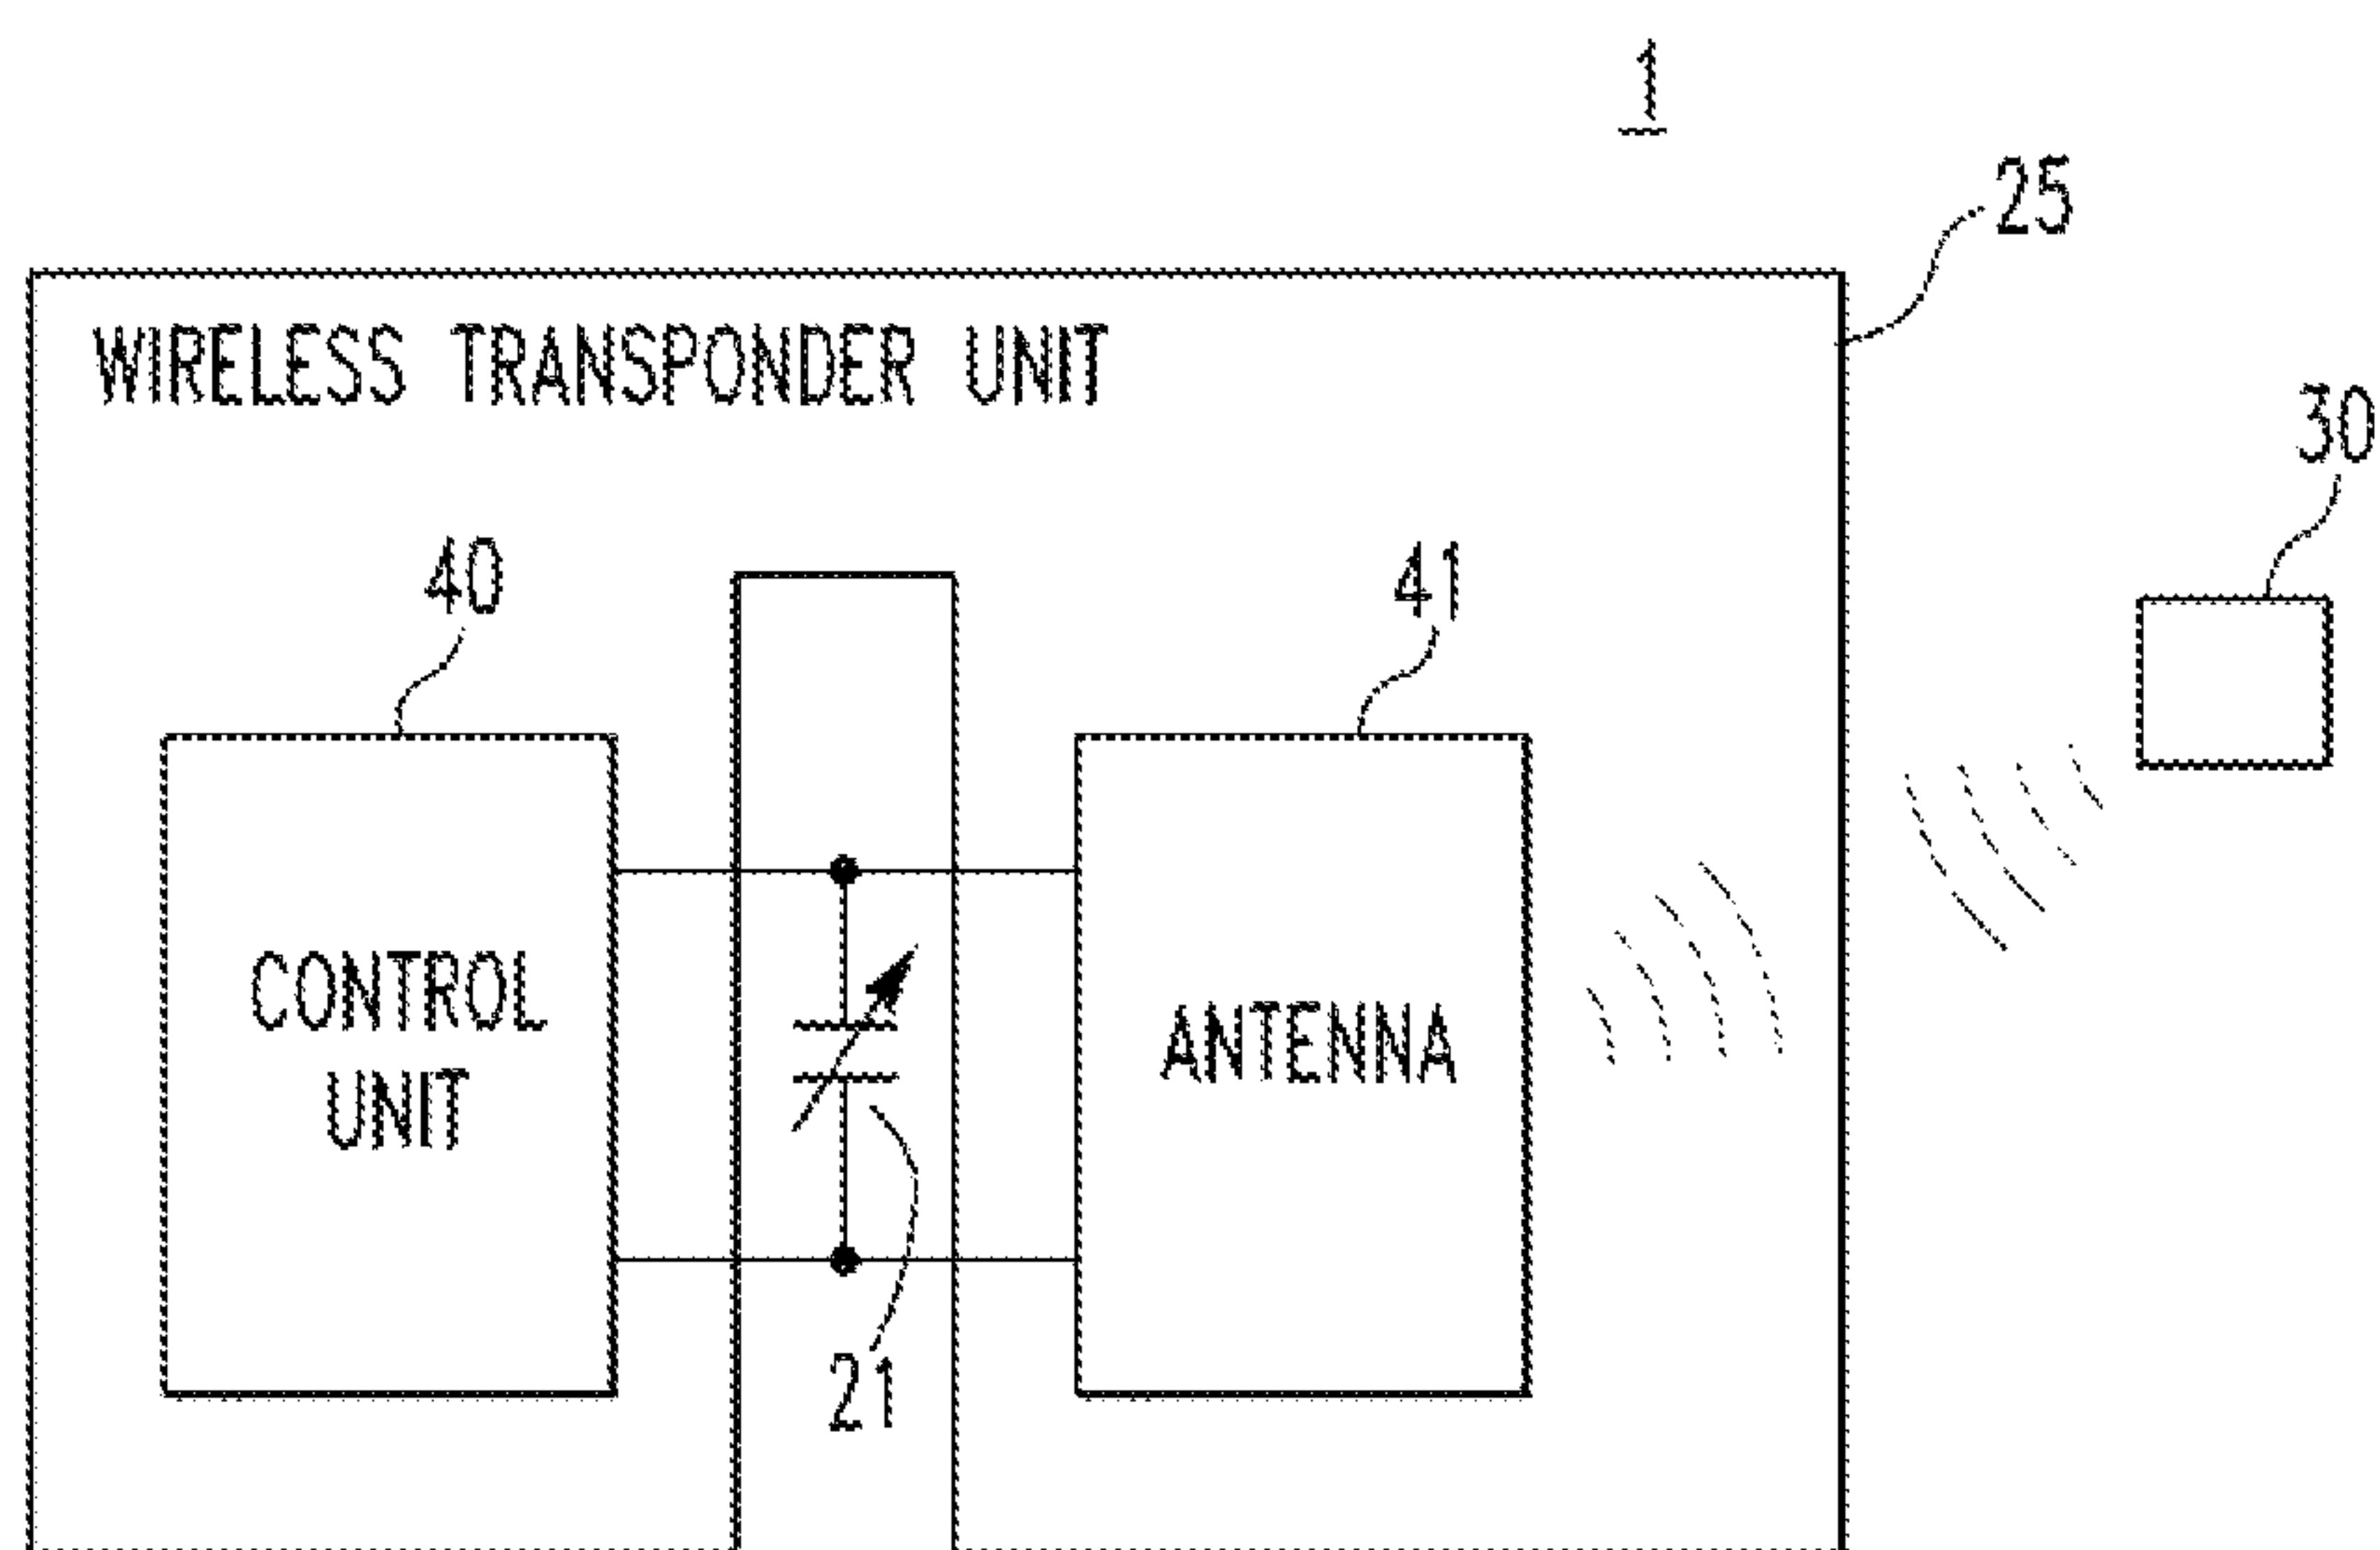 1
25
WIRELESS TRANSPONDER UNIT
30
40
41
CONTROL
UNIT
ANTENNA
21